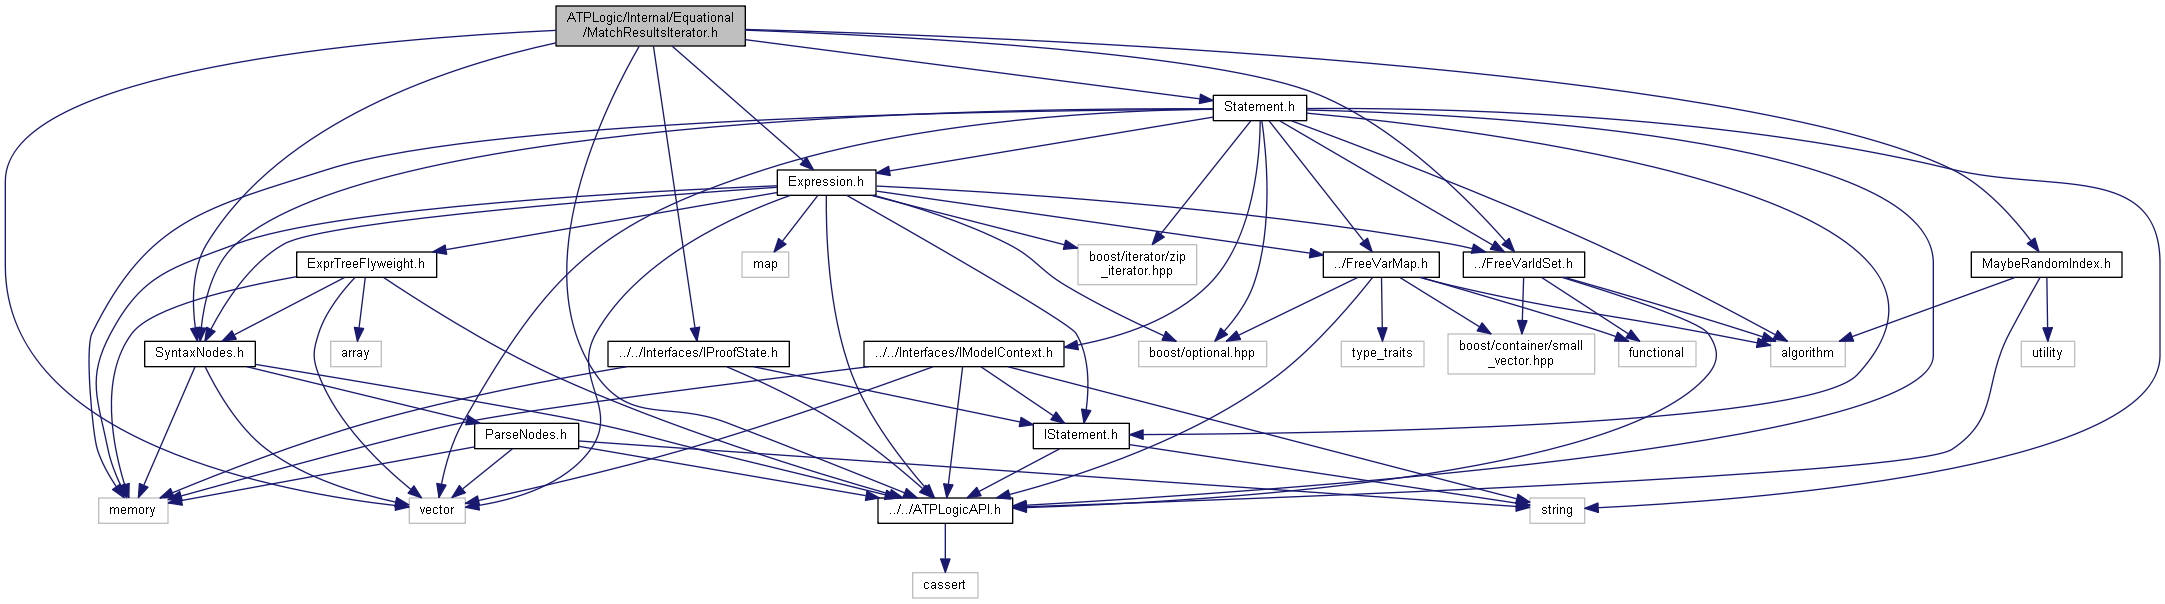 ATPLogic/Internal/Equational
/MatchResultsIterator.h
Statement.h
Expression.h
ExprTreeFlyweight.h
map
boost/iterator/zip
_iterator.hpp
../FreeVarMap.h
../FreeVarIdSet.h
MaybeRandomIndex.h
SyntaxNodes.h
array
../../Interfaces/IProofState.h
../../Interfaces/IModelContext.h
boost/optional.hpp
type_traits
boost/container/small
_vector.hpp
functional
algorithm
utility
ParseNodes.h
IStatement.h
memory
vector
../../ATPLogicAPI.h
string
cassert